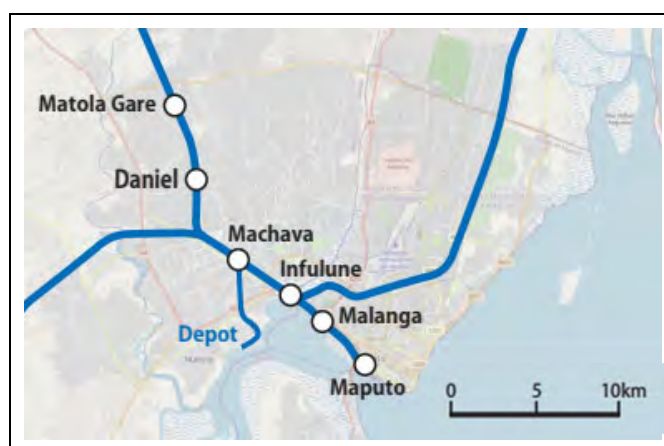 Matola Gare
Daniel
Machava
Infulune
Depot
Malanga
Maputo
0 5 10km